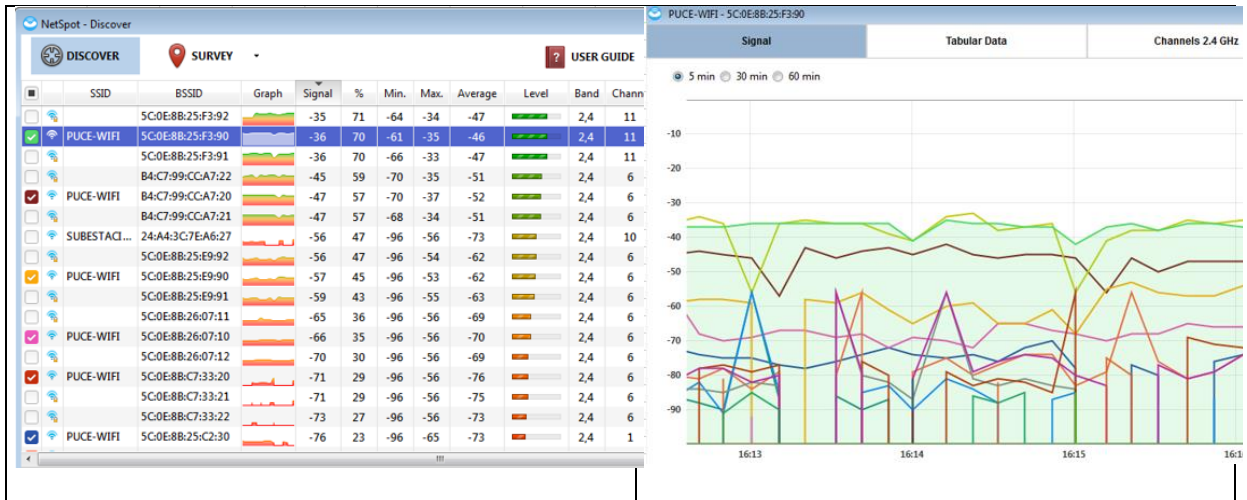 NetSpot - Discover
DISCOVER SURVEY USER GUIDE
SSID BSSID Graph Signal % Min. Max. Average Level Band Chann
5C:0E:8B:25:F3:92 -35 71 -64 -34 -47 2,4 11
PUCE-WIFI 5C:0E:8B:25:F3:90 -36 70 -61 -35 -46 2,4 11
5C:0E:8B:25:F3:91 -36 70 -66 -33 -47 2,4 11
B4:C7:99:CC:A7:22 -45 59 -70 -35 -51 2,4 6
PUCE-WIFI B4:C7:99:CC:A7:20 -47 57 -70 -37 -52 2,4 6
B4:C7:99:CC:A7:21 -47 57 -68 -34 -51 2,4 6
SUBESTACI... 24:A4:3C:7E:A6:27 -56 47 -96 -56 -73 2,4 10
5C:0E:8B:25:E9:92 -56 47 -96 -54 -62 2,4 6
PUCE-WIFI 5C:0E:8B:25:E9:90 -57 45 -96 -53 -62 2,4 6
5C:0E:8B:25:E9:91 -59 43 -96 -55 -63 2,4 6
5C:0E:8B:26:07:11 -65 36 -96 -56 -69 2,4 6
PUCE-WIFI 5C:0E:8B:26:07:10 -66 35 -96 -56 -70 2,4 6
5C:0E:8B:26:07:12 -70 30 -96 -56 -69 2,4 6
PUCE-WIFI 5C:0E:8B:C7:33:20 -71 29 -96 -56 -76 2,4 6
5C:0E:8B:C7:33:21 -71 29 -96 -56 -75 2,4 6
5C:0E:8B:C7:33:22 -73 27 -96 -56 -73 2,4 6
PUCE-WIFI 5C:0E:8B:25:C2:30 -76 23 -96 -65 -73 2,4 1
PUCE-WIFI - 5C:0E:8B:25:F3:90
Signal Tabular Data Channels 2.4 GHz
5 min 30 min 60 min
-10
-20
-30
-40
-50
-60
-70
-80
-90
16:13 16:14 16:15 16:1